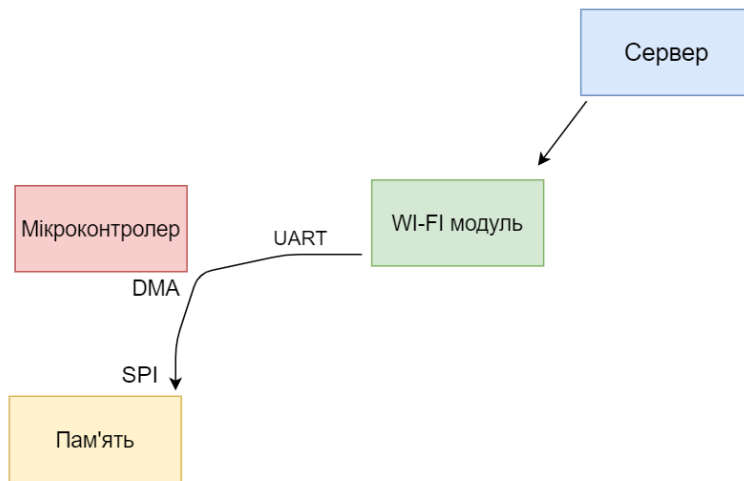 Сервер
WI-FI модуль
Мікроконтролер
UART
DMA
SPI
Пам'ять